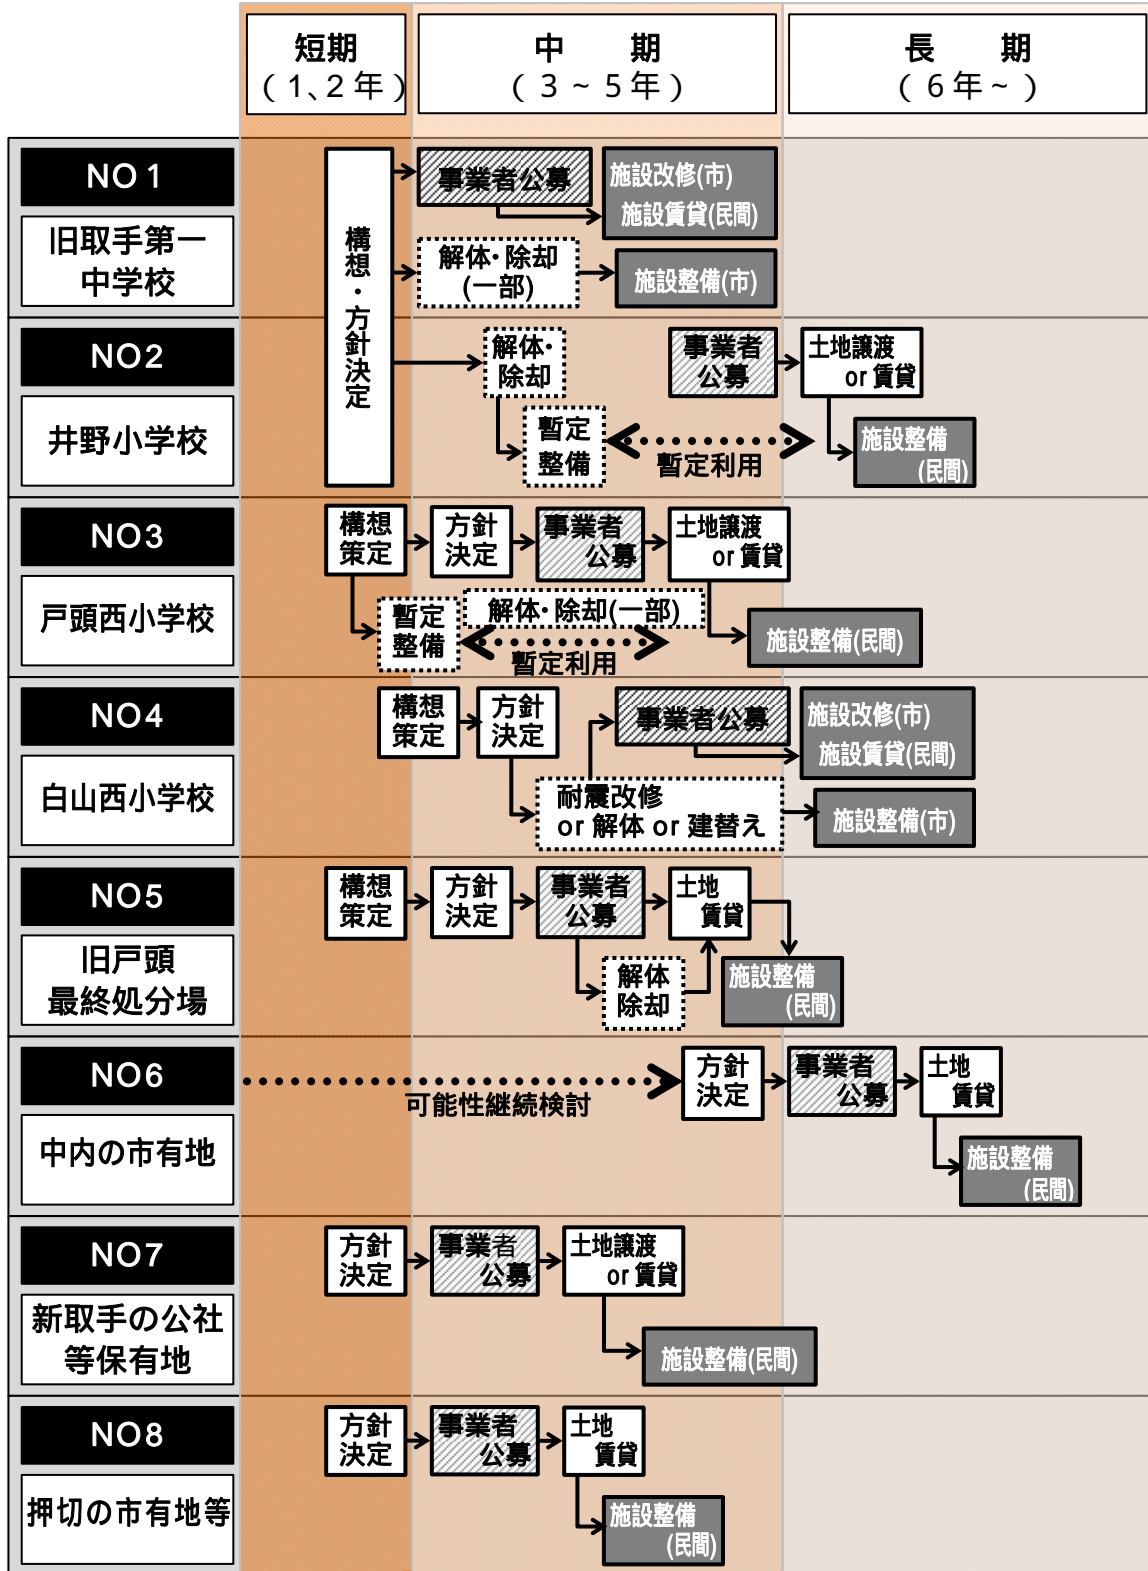 短期
（1、2年）
中　期
（3～5年）
長　期
（6年～）
NO1
旧取手第一
中学校
構想・方針決定
事業者公募
施設改修(市)
施設賃貸(民間)
解体・除却
(一部)
施設整備(市)
NO2
井野小学校
解体・
除却
暫定
整備
暫定利用
事業者
公募
土地譲渡
or 賃貸
施設整備
(民間)
NO3
戸頭西小学校
構想
策定
方針
決定
事業者
公募
土地譲渡
or 賃貸
暫定
整備
解体・除却(一部)
暫定利用
施設整備(民間)
NO4
白山西小学校
構想
策定
方針
決定
事業者公募
施設改修(市)
施設賃貸(民間)
耐震改修
or 解体 or 建替え
施設整備(市)
NO5
旧戸頭
最終処分場
構想
策定
方針
決定
事業者
公募
土地
賃貸
解体
除却
施設整備
(民間)
NO6
中内の市有地
可能性継続検討
方針
決定
事業者
公募
土地
賃貸
施設整備
(民間)
NO7
新取手の公社
等保有地
方針
決定
事業者
公募
土地譲渡
or 賃貸
施設整備(民間)
NO8
押切の市有地等
方針
決定
事業者
公募
土地
賃貸
施設整備
(民間)